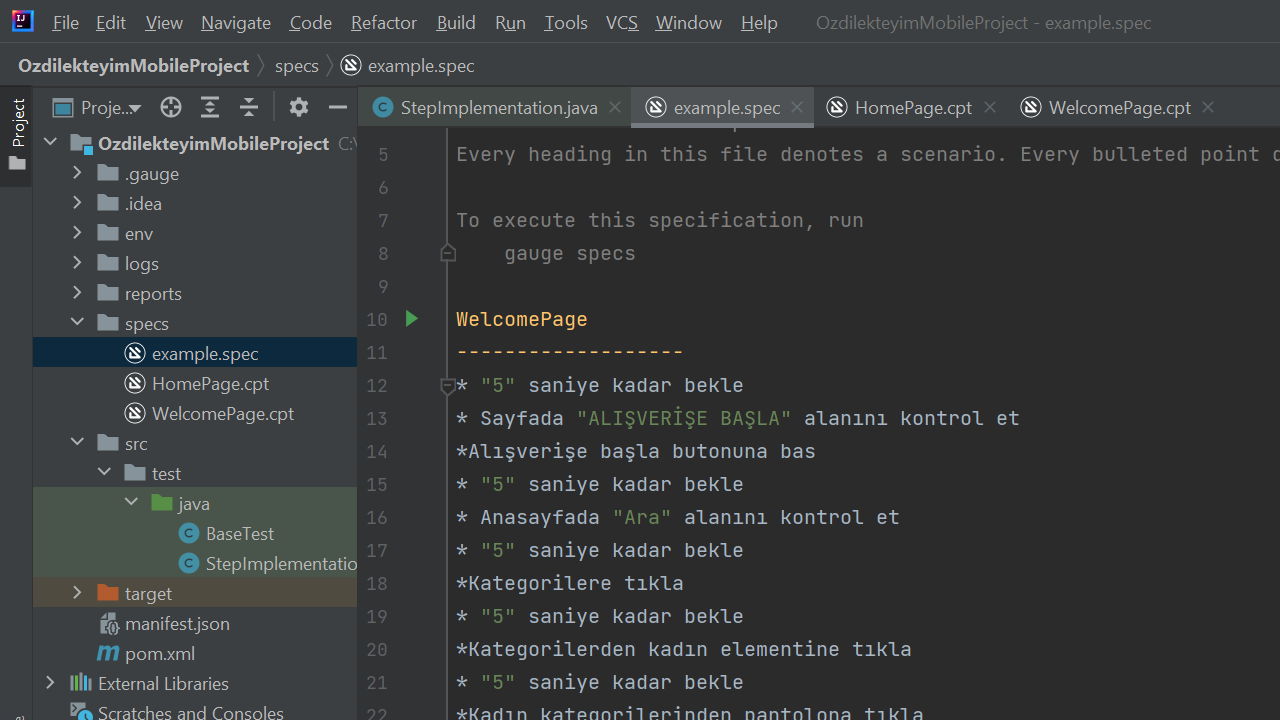 File Edit View Navigate Code Refactor Build Run Tools VCS Window Help OzdilekteyimMobileProject - example.spec
OzdilekteyimMobileProject specs example.spec
Project
Proje...
StepImplementation.java example.spec HomePage.cpt WelcomePage.cpt
OzdilekteyimMobileProject C:\
.gauge
.idea
env
logs
reports
specs
example.spec
HomePage.cpt
WelcomePage.cpt
src
test
java
BaseTest
StepImplementatio
target
manifest.json
pom.xml
External Libraries
Scratches and Consoles
5 Every heading in this file denotes a scenario. Every bulleted point
6
7 To execute this specification, run
8 gauge specs
9
10 WelcomePage
11 -------------------
12 * "5" saniye kadar bekle
13 * Sayfada "ALIŞVERİŞE BAŞLA" alanını kontrol et
14 *Alışverişe başla butonuna bas
15 * "5" saniye kadar bekle
16 * Anasayfada "Ara" alanını kontrol et
17 * "5" saniye kadar bekle
18 *Kategorilere tıkla
19 * "5" saniye kadar bekle
20 *Kategorilerden kadın elementine tıkla
21 * "5" saniye kadar bekle
22 *Kadın kategorilerinden pantolona tıkla